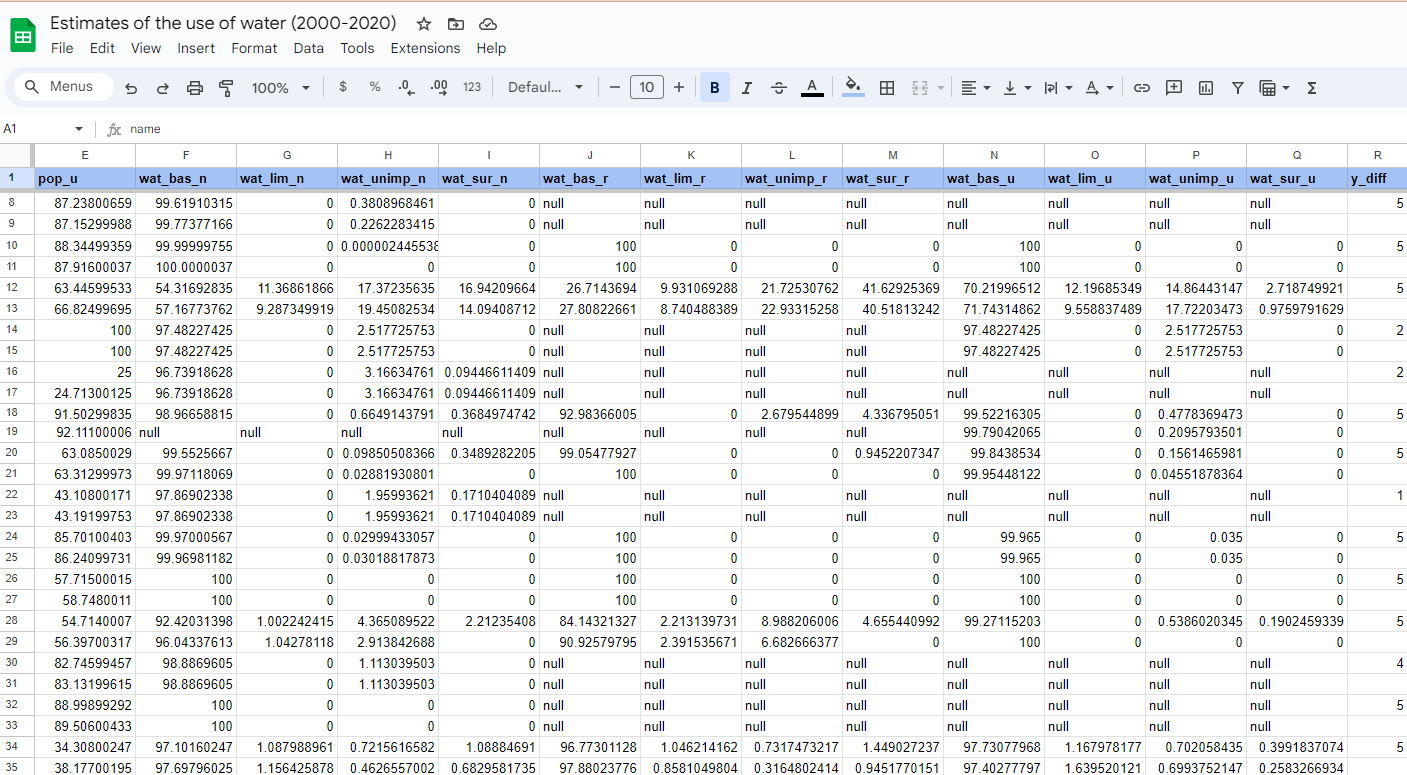 Estimates of the use of water (2000-2020)
File Edit View Insert Format Data Tools Extensions Help
Menus 100% $ % .0 .00 123 Defaul... - 10 + B I S A Σ
A1 fx name
E F G H I J K L M N O P Q R
1 pop_u wat_bas_n wat_lim_n wat_unimp_n wat_sur_n wat_bas_r wat_lim_r wat_unimp_r wat_sur_r wat_bas_u wat_lim_u wat_unimp_u wat_sur_u y_diff
8 87.23800659 99.61910315 0 0.3808968461 0 null null null null null null null null 5
9 87.15299988 99.77377166 0 0.2262283415 0 null null null null null null null null
10 88.34499359 99.99999755 0 0.000002445538 0 100 0 0 0 100 0 0 0 5
11 87.91600037 100.0000037 0 0 0 100 0 0 0 100 0 0 0
12 63.44599533 54.31692835 11.36861866 17.37235635 16.94209664 26.7143694 9.931069288 21.72530762 41.62925369 70.21996512 12.19685349 14.86443147 2.718749921 5
13 66.82499695 57.16773762 9.287349919 19.45082534 14.09408712 27.80822661 8.740488389 22.93315258 40.51813242 71.74314862 9.558837489 17.72203473 0.9759791629
14 100 97.48227425 0 2.517725753 0 null null null null 97.48227425 0 2.517725753 0 2
15 100 97.48227425 0 2.517725753 0 null null null null 97.48227425 0 2.517725753 0
16 25 96.73918628 0 3.16634761 0.09446611409 null null null null null null null null 2
17 24.71300125 96.73918628 0 3.16634761 0.09446611409 null null null null null null null null
18 91.50299835 98.96658815 0 0.6649143791 0.3684974742 92.98366005 0 2.679544899 4.336795051 99.52216305 0 0.4778369473 0 5
19 92.11100006 null null null null null null null null 99.79042065 0 0.2095793501 0
20 63.0850029 99.5525667 0 0.09850508366 0.3489282205 99.05477927 0 0 0.9452207347 99.8438534 0 0.1561465981 0 5
21 63.31299973 99.97118069 0 0.02881930801 0 100 0 0 0 99.95448122 0 0.04551878364 0
22 43.10800171 97.86902338 0 1.95993621 0.1710404089 null null null null null null null null 1
23 43.19199753 97.86902338 0 1.95993621 0.1710404089 null null null null null null null null
24 85.70100403 99.97000567 0 0.02999433057 0 100 0 0 0 99.965 0 0.035 0 5
25 86.24099731 99.96981182 0 0.03018817873 0 100 0 0 0 99.965 0 0.035 0
26 57.71500015 100 0 0 0 100 0 0 0 100 0 0 0 5
27 58.7480011 100 0 0 0 100 0 0 0 100 0 0 0
28 54.7140007 92.42031398 1.002242415 4.365089522 2.21235408 84.14321327 2.213139731 8.988206006 4.655440992 99.27115203 0 0.5386020345 0.1902459339 5
29 56.39700317 96.04337613 1.04278118 2.913842688 0 90.92579795 2.391535671 6.682666377 0 100 0 0 0
30 82.74599457 98.8869605 0 1.113039503 0 null null null null null null null null 4
31 83.13199615 98.8869605 0 1.113039503 0 null null null null null null null null
32 88.99899292 100 0 0 0 null null null null null null null null 5
33 89.50600433 100 0 0 0 null null null null null null null null
34 34.30800247 97.10160247 1.087988961 0.7215616582 1.08884691 96.77301128 1.046214162 0.7317473217 1.449027237 97.73077968 1.167978177 0.702058435 0.3991837074 5
35 38.17700195 97.69796025 1.156425878 0.4626557002 0.6829581735 97.88023776 0.8581049804 0.3164802414 0.9451770151 97.40277797 1.639520121 0.6993752147 0.2583266934